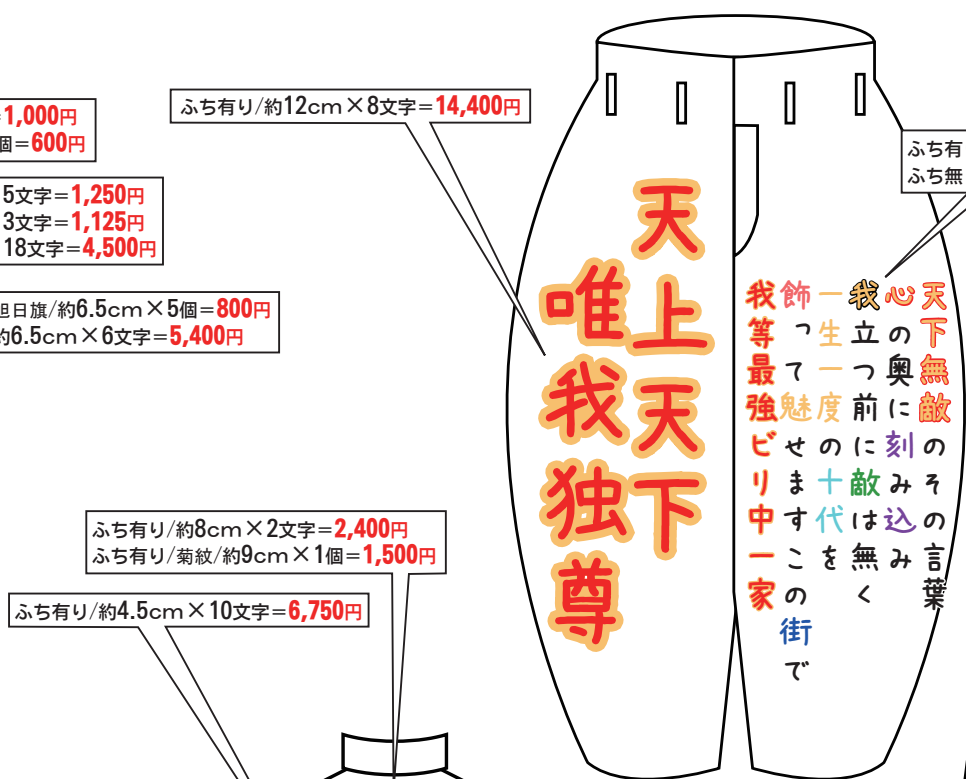 1,000円
個=600円
ふち有り/約12cm×8文字=14,400円
ふち有
ふち無
5文字=1,250円
3文字=1,125円
18文字=4,500円
旭日旗/約6.5cm×5個=800円
約6.5cm×6文字=5,400円
ふち有り/約8cm×2文字=2,400円
ふち有り/菊紋/約9cm×1個=1,500円
ふち有り/約4.5cm×10文字=6,750円
天上天下
唯我独尊
天下無敵のその言葉
心の奥に刻み込み
我立つ前に敵は無く
一生一度の十代を
飾って魅せますこの街で
我等最強ビリ中一家